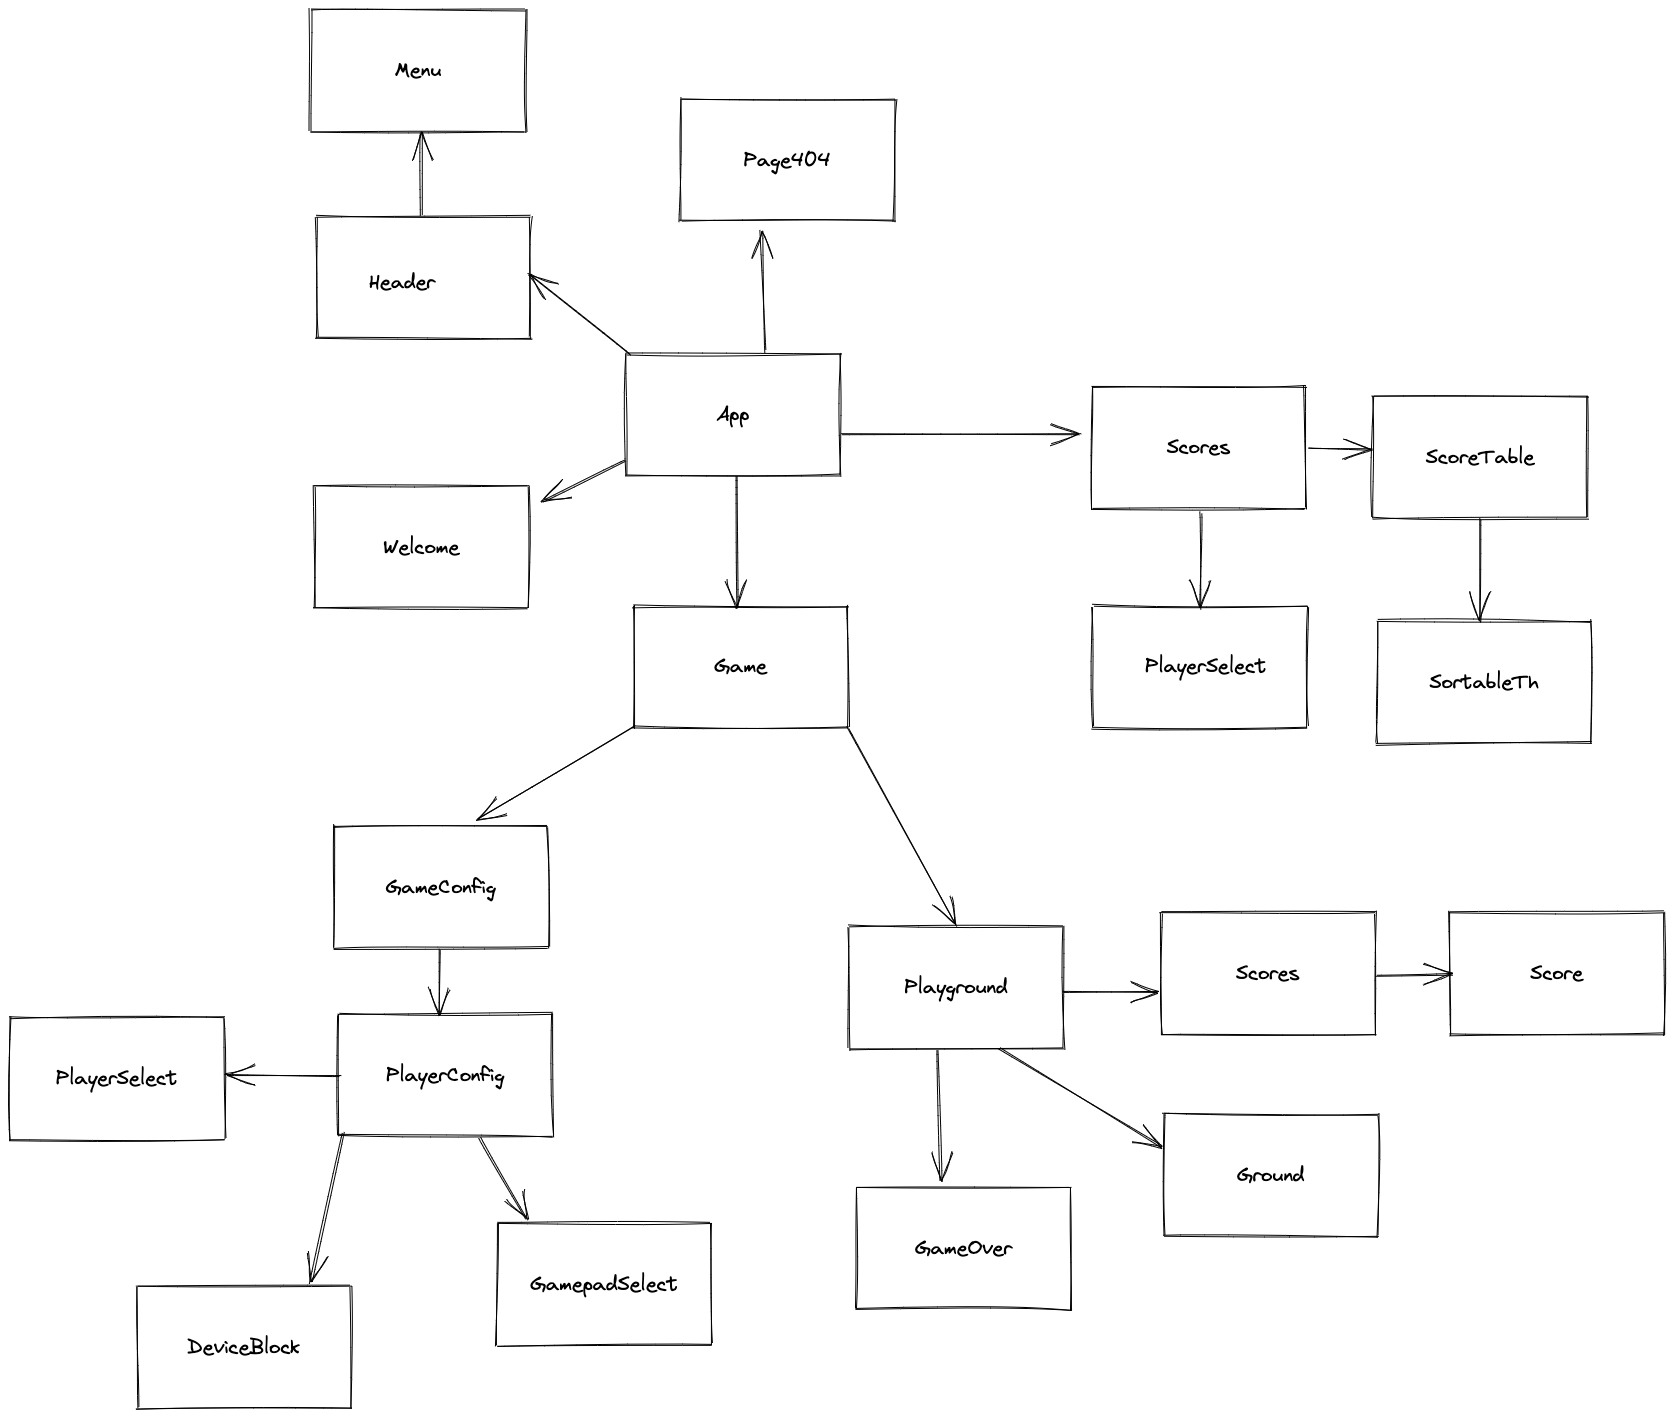 Menu
Page404
Header
App
Scores
ScoreTable
Welcome
Game
PlayerSelect
SortableTh
GameConfig
Playground
Scores
Score
PlayerSelect
PlayerConfig
Ground
GameOver
GamepadSelect
DeviceBlock